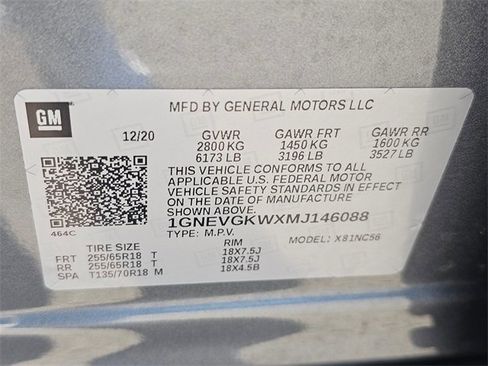 GM
MFD BY GENERAL MOTORS LLC
12/20 GVWR GAWR FRT GAWR RR
2800 KG 1450 KG 1600 KG
6173 LB 3196 LB 3527 LB
THIS VEHICLE CONFORMS TO ALL
APPLICABLE U.S. FEDERAL MOTOR
VEHICLE SAFETY STANDARDS IN EFFECT
ON THE DATE OF MANUFACTURE
SHOWN ABOVE.
1GNEVGKWXMJ146088
464C
TYPE: M.P.V. MODEL: X81NC56
TIRE SIZE RIM
FRT 255/65R18 T 18X7.5J
RR 255/65R18 T 18X7.5J
SPA T135/70R18 M 18X4.5B